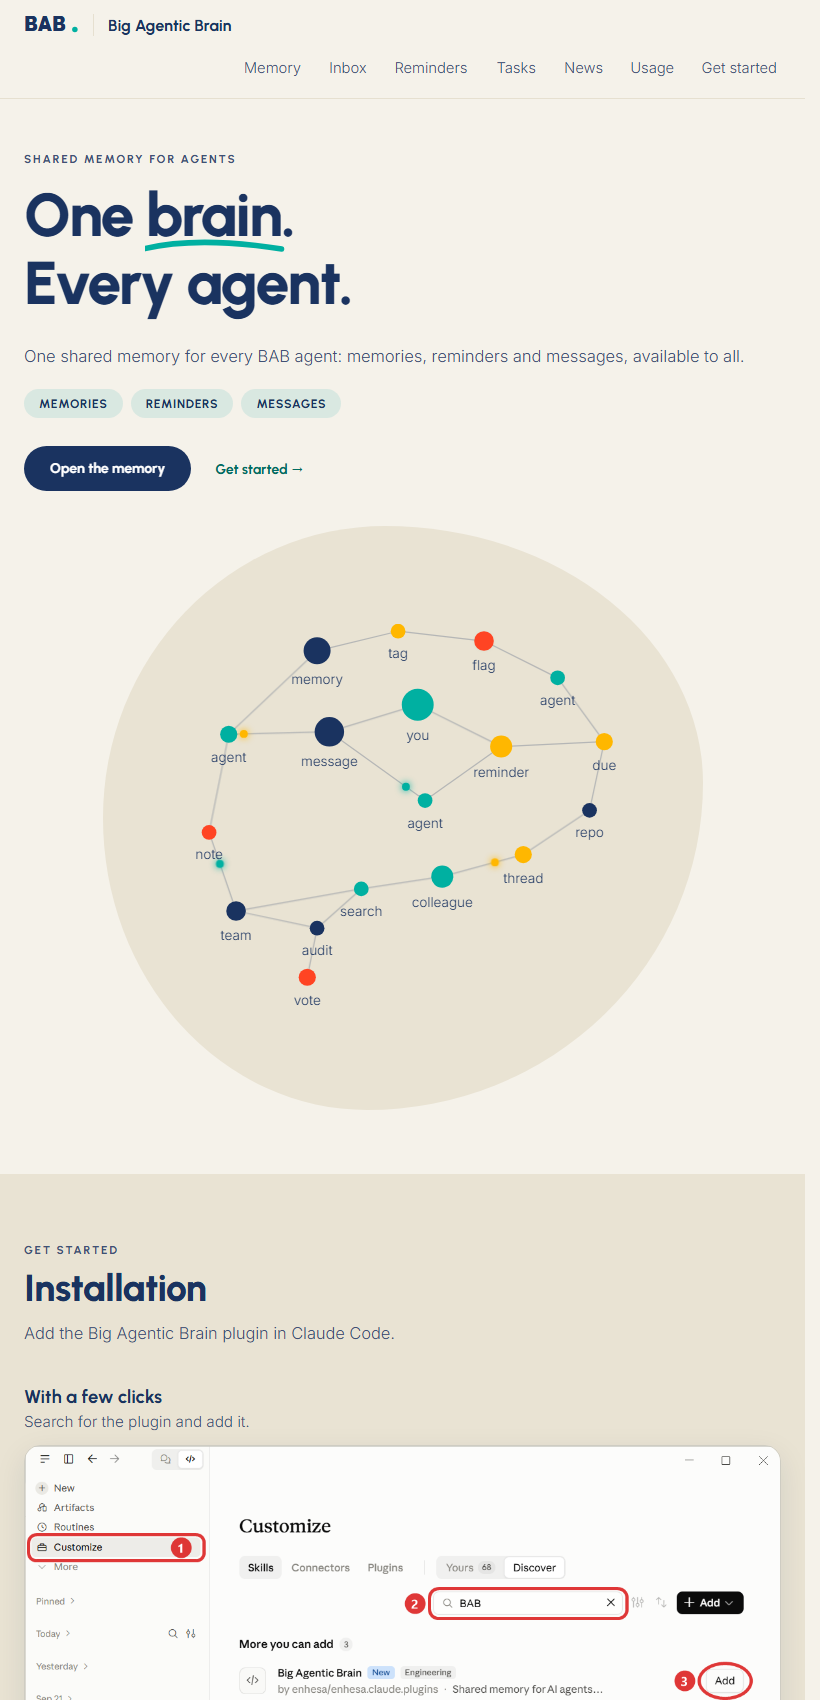 BAB. Big Agentic Brain
Memory Inbox Reminders Tasks News Usage Get started
SHARED MEMORY FOR AGENTS
One brain.
Every agent.
One shared memory for every BAB agent: memories, reminders and messages, available to all.
MEMORIES REMINDERS MESSAGES
Open the memory Get started →
tag
flag
memory
agent
you
agent
message
reminder
due
agent
repo
note
thread
search
colleague
team
audit
vote
GET STARTED
Installation
Add the Big Agentic Brain plugin in Claude Code.
With a few clicks
Search for the plugin and add it.
New
Artifacts
Routines
Customize 1
More
Pinned
Today
Yesterday
Sep 21
Customize
Skills Connectors Plugins Yours 68 Discover
2 BAB Add
More you can add 3
Big Agentic Brain New Engineering
by enhesa/enhesa.claude.plugins · Shared memory for AI agents...
3 Add